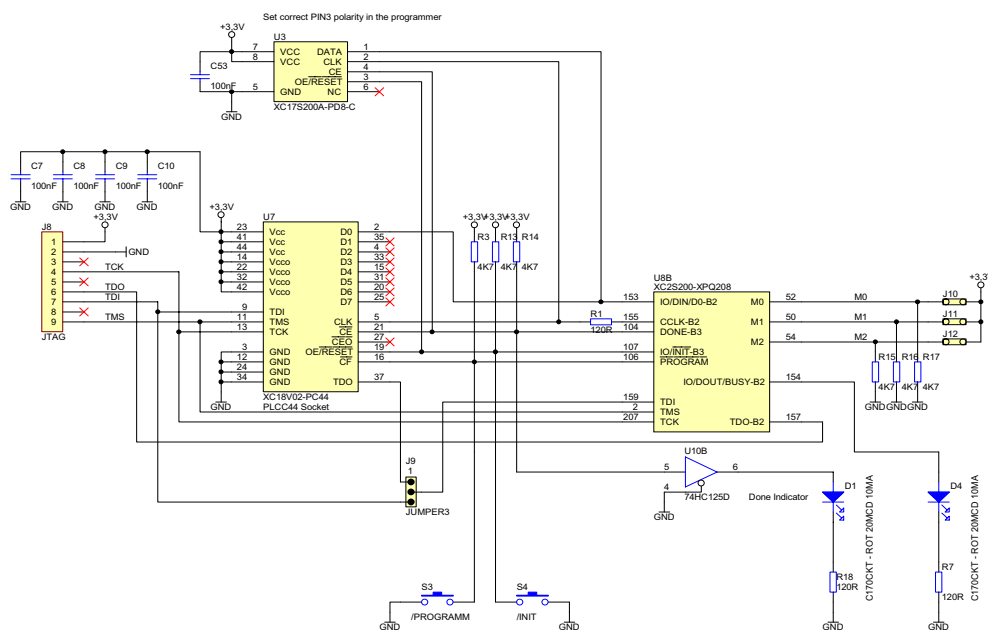 Set correct PIN3 polarity in the programmer
+3,3V
U3
7 VCC DATA 1
8 VCC CLK 2
CE 4
OE/RESET 3
5 GND NC 6
XC17S200A-PD8-C
C53
100nF
GND
C7 C8 C9 C10
100nF 100nF 100nF 100nF
GND GND GND GND
J8
+3,3V
1
2 GND
3
4 TCK
5
6 TDO
7 TDI
8
9 TMS
JTAG
+3,3V
U7
23 Vcc D0 2
41 Vcc D1 35
44 Vcc D2 4
14 Vcco D3 33
22 Vcco D4 15
32 Vcco D5 31
42 Vcco D6 20
D7 25
9 TDI CLK 5
11 TMS CE 21
13 TCK CEO 27
3 GND OE/RESET 19
12 GND CF 16
24 GND
34 GND TDO 37
GND
XC18V02-PC44
PLCC44 Socket
+3,3V +3,3V +3,3V
R3 R13 R14
4K7 4K7 4K7
R1
120R
U8B
XC2S200-XPQ208
153 IO/DIN/D0-B2 M0 52 M0
155 CCLK-B2 M1 50 M1
104 DONE-B3 M2 54 M2
107 IO/INIT-B3
106 PROGRAM
IO/DOUT/BUSY-B2 154
159 TDI
2 TMS
207 TCK TDO-B2 157
+3,3V
J10
J11
J12
R15 R16 R17
4K7 4K7 4K7
GND GND GND
J9
1
JUMPER3
U10B
5 6
4
74HC125D
GND
Done Indicator
D1
C170CKT - ROT 20MCD 10MA
R18
120R
GND
D4
C170CKT - ROT 20MCD 10MA
R7
120R
GND
S3
/PROGRAMM
GND
S4
/INIT
GND